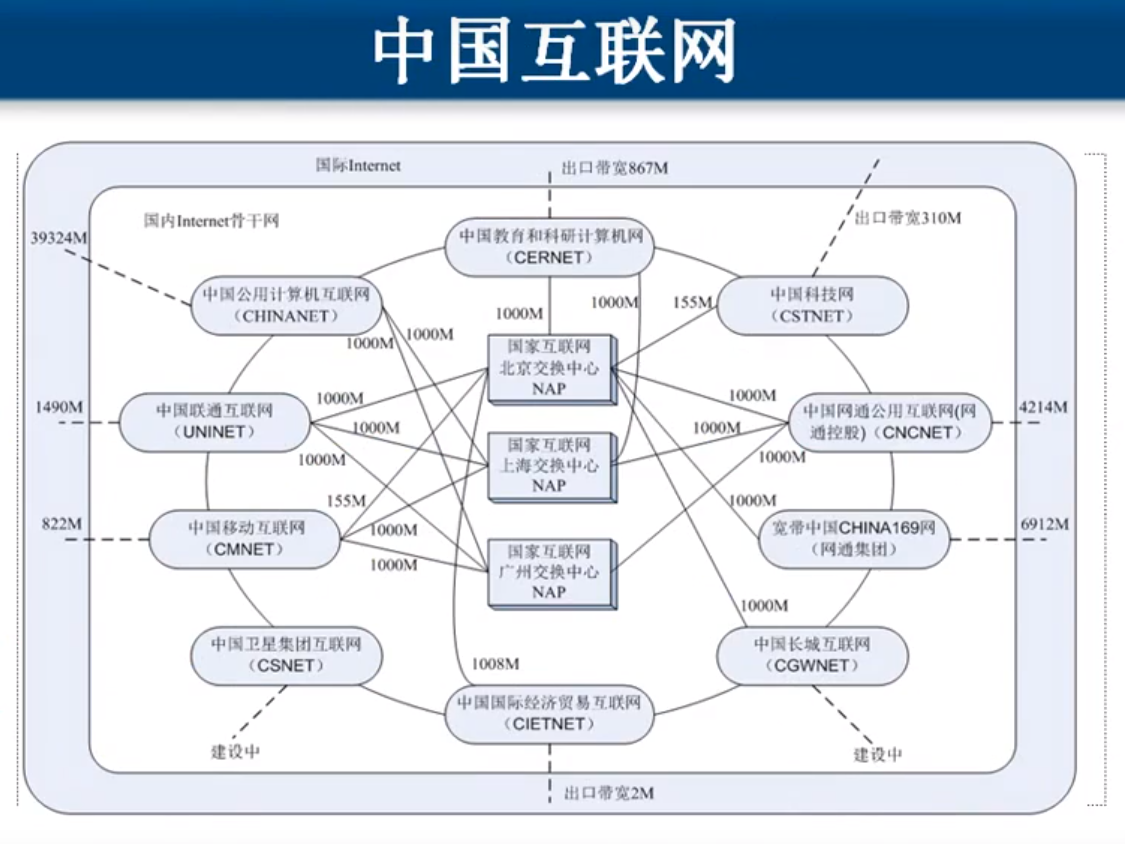 中国互联网
国际Internet
出口带宽867M
国内Internet骨干网
出口带宽310M
39324M
中国教育和科研计算机网
（CERNET）
中国公用计算机互联网
（CHINANET）
1000M
1000M
155M
中国科技网
（CSTNET）
1000M
1000M
国家互联网
北京交换中心
NAP
1490M
中国联通互联网
（UNINET）
1000M
1000M
1000M
1000M
1000M
1000M
中国网通公用互联网(网
通控股)（CNCNET）
4214M
国家互联网
上海交换中心
NAP
822M
中国移动互联网
（CMNET）
155M
1000M
1000M
1000M
宽带中国CHINA169网
（网通集团）
6912M
国家互联网
广州交换中心
NAP
中国卫星集团互联网
（CSNET）
1008M
1000M
中国长城互联网
（CGWNET）
中国国际经济贸易互联网
（CIETNET）
建设中
建设中
出口带宽2M